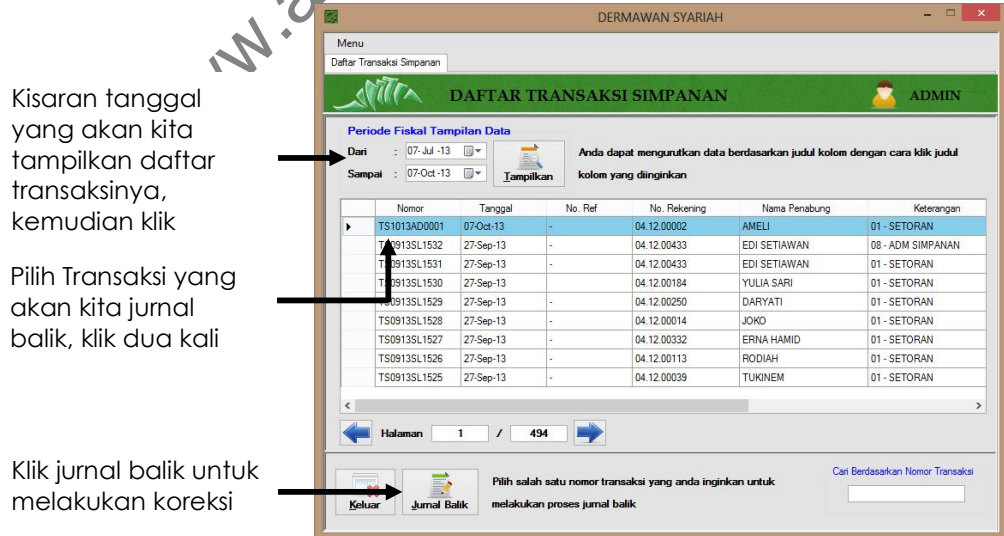 w.a
Kisaran tanggal
yang akan kita
tampilkan daftar
transaksinya,
kemudian klik
Pilih Transaksi yang
akan kita jurnal
balik, klik dua kali
Klik jurnal balik untuk
melakukan koreksi
DERMAWAN SYARIAH
Menu
Daftar Transaksi Simpanan
DAFTAR TRANSAKSI SIMPANAN
ADMIN
Periode Fiskal Tampilan Data
Dari : 07- Jul -13
Sampai : 07-Oct -13
Tampilkan
Anda dapat mengurutkan data berdasarkan judul kolom dengan cara klik judul
kolom yang diinginkan
Nomor Tanggal No. Ref No. Rekening Nama Penabung Keterangan
TS1013AD0001 07-Oct-13 - 04.12.00002 AMELI 01 - SETORAN
TS0913SL1532 27-Sep-13 - 04.12.00433 EDI SETIAWAN 08 - ADM SIMPANAN
TS0913SL1531 27-Sep-13 - 04.12.00433 EDI SETIAWAN 01 - SETORAN
TS0913SL1530 27-Sep-13 04.12.00184 YULIA SARI 01 - SETORAN
TS0913SL1529 27-Sep-13 - 04.12.00250 DARYATI 01 - SETORAN
TS0913SL1528 27-Sep-13 - 04.12.00014 JOKO 01 - SETORAN
TS0913SL1527 27-Sep-13 - 04.12.00332 ERNA HAMID 01 - SETORAN
TS0913SL1526 27-Sep-13 - 04.12.00113 RODIAH 01 - SETORAN
TS0913SL1525 27-Sep-13 - 04.12.00039 TUKINEM 01 - SETORAN
Halaman 1 / 494
Keluar
Jurnal Balik
Pilih salah satu nomor transaksi yang anda inginkan untuk
melakukan proses jurnal balik
Cari Berdasarkan Nomor Transaksi